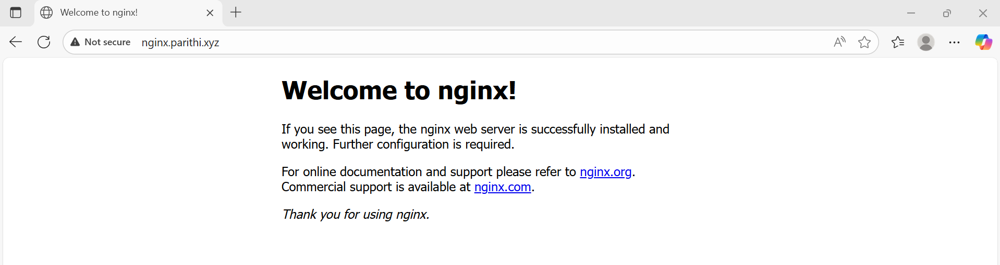 Welcome to nginx!
Not secure nginx.parithi.xyz
Welcome to nginx!
If you see this page, the nginx web server is successfully installed and
working. Further configuration is required.
For online documentation and support please refer to nginx.org.
Commercial support is available at nginx.com.
Thank you for using nginx.